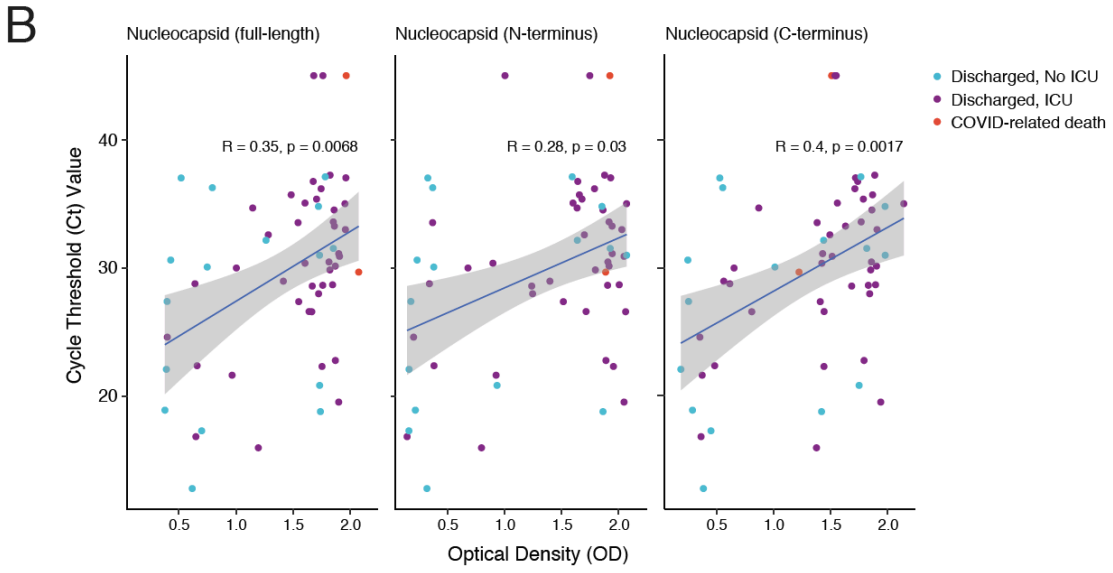 B
Nucleocapsid (full-length)
Nucleocapsid (N-terminus)
Nucleocapsid (C-terminus)
Discharged, No ICU
Discharged, ICU
COVID-related death
R = 0.35, p = 0.0068
R = 0.28, p = 0.03
R = 0.4, p = 0.0017
Cycle Threshold (Ct) Value
40
30
20
0.5 1.0 1.5 2.0
0.5 1.0 1.5 2.0
0.5 1.0 1.5 2.0
Optical Density (OD)